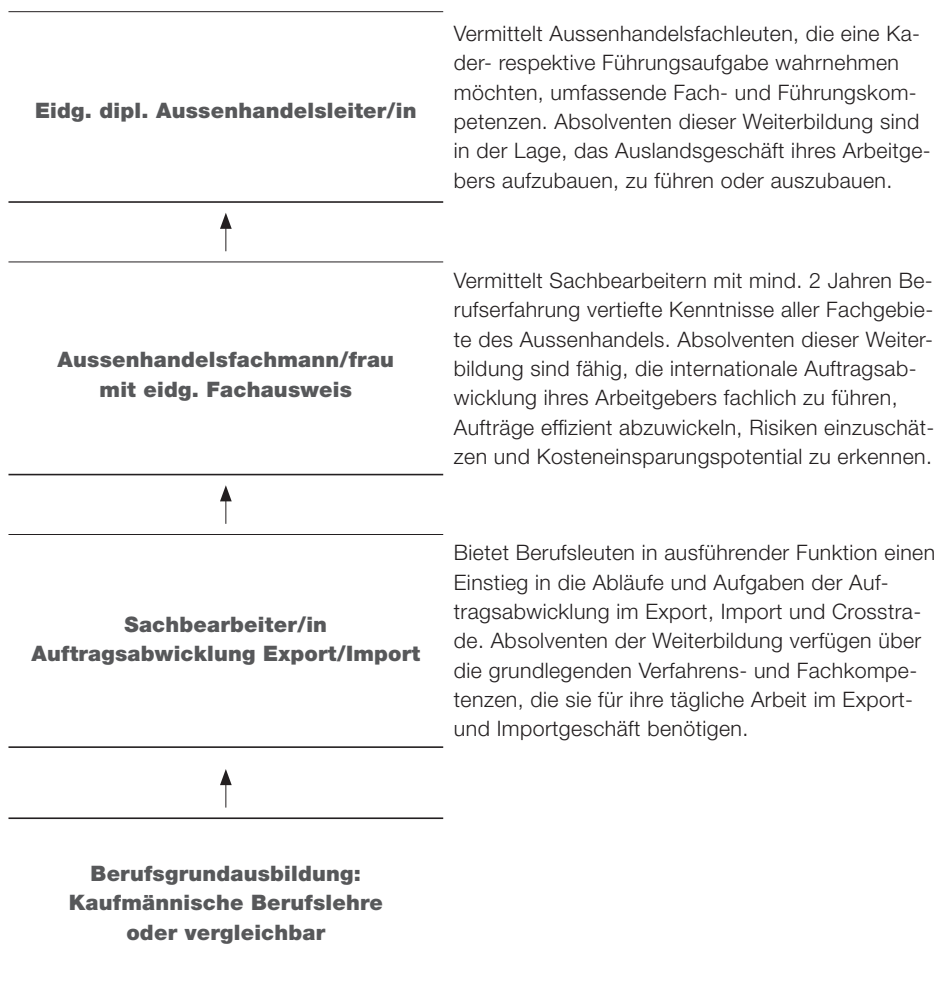 Eidg. dipl. Aussenhandelsleiter/in
Vermittelt Aussenhandelsfachleuten, die eine Ka-
der- respektive Führungsaufgabe wahrnehmen
möchten, umfassende Fach- und Führungskom-
petenzen. Absolventen dieser Weiterbildung sind
in der Lage, das Auslandsgeschäft ihres Arbeitge-
bers aufzubauen, zu führen oder auszubauen.
Aussenhandelsfachmann/frau
mit eidg. Fachausweis
Vermittelt Sachbearbeitern mit mind. 2 Jahren Be-
rufserfahrung vertiefte Kenntnisse aller Fachgebie-
te des Aussenhandels. Absolventen dieser Weiter-
bildung sind fähig, die internationale Auftragsab-
wicklung ihres Arbeitgebers fachlich zu führen,
Aufträge effizient abzuwickeln, Risiken einzuschät-
zen und Kosteneinsparungspotential zu erkennen.
Sachbearbeiter/in
Auftragsabwicklung Export/Import
Bietet Berufsleuten in ausführender Funktion einen
Einstieg in die Abläufe und Aufgaben der Auf-
tragsabwicklung im Export, Import und Crosstra-
de. Absolventen der Weiterbildung verfügen über
die grundlegenden Verfahrens- und Fachkompe-
tenzen, die sie für ihre tägliche Arbeit im Export-
und Importgeschäft benötigen.
Berufsgrundausbildung:
Kaufmännische Berufslehre
oder vergleichbar